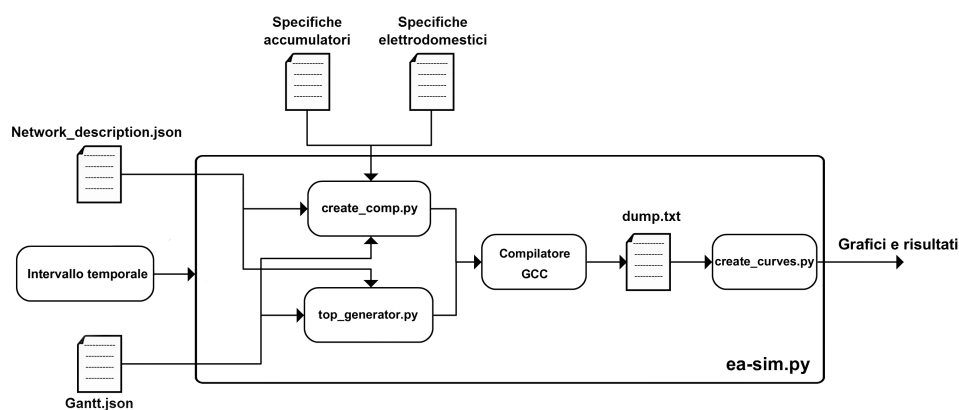 Specifiche
accumulatori
Specifiche
elettrodomestici
Network_description.json
create_comp.py
dump.txt
Intervallo temporale
Compilatore
GCC
create_curves.py
Grafici e risultati
top_generator.py
ea-sim.py
Gantt.json